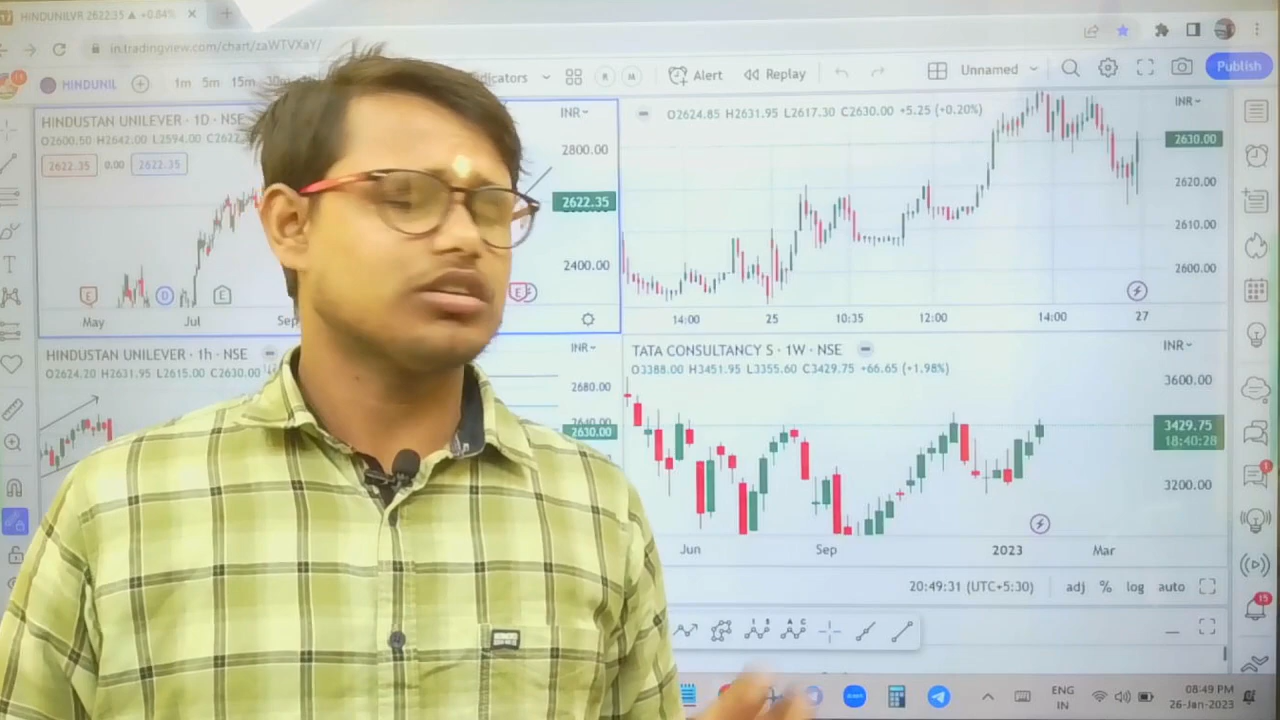 HINDUNILVR 2622.35 ▲ +0.84%
in.tradingview.com/chart/zaWTVXaY/
HINDUNIL
1m 5m 15m 30m
Alert
Replay
Unnamed
Publish
HINDUSTAN UNILEVER · 1D · NSE
O2600.50 H2642.00 L2594.00
2622.35 0.00 2622.35
INR
2800.00
2622.35
2400.00
E D E E
May Jul Sep
O2624.85 H2631.95 L2617.30 C2630.00 +5.25 (+0.20%)
INR
2630.00
2620.00
2610.00
2600.00
14:00 25 10:35 12:00 14:00 27
HINDUSTAN UNILEVER · 1h · NSE
O2624.20 H2631.95 L2615.00 C2630.00
INR
2680.00
2630.00
TATA CONSULTANCY S · 1W · NSE
O3388.00 H3451.95 L3355.60 C3429.75 +66.65 (+1.98%)
INR
3600.00
3429.75
18:40:28
3200.00
Jun Sep 2023 Mar
20:49:31 (UTC+5:30) adj % log auto
ENG
IN
08:49 PM
26-Jan-2023